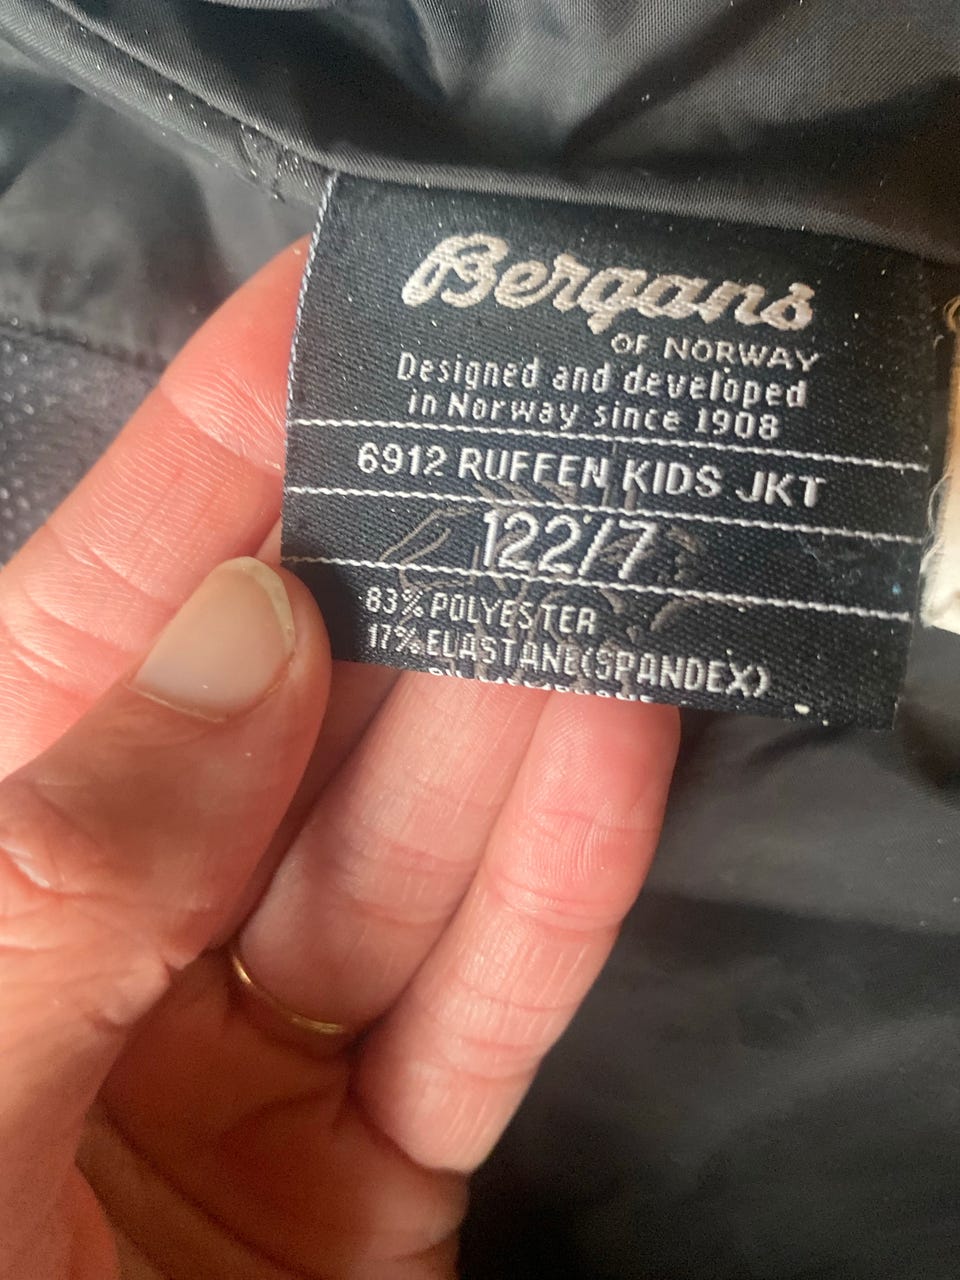 Bergans
OF NORWAY
Designed and developed
in Norway since 1908
6912 RUFFEN KIDS JKT
122/7
83% POLYESTER
17% ELASTANE(SPANDEX)